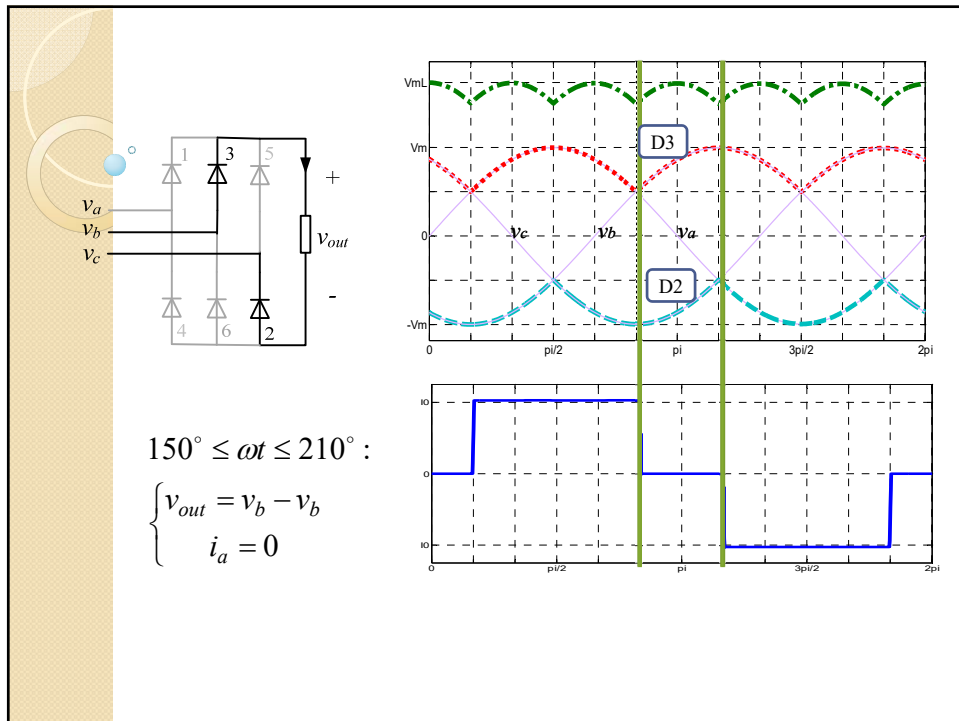 1
3
5
+
v_a
v_b
v_c
v_out
-
4
6
2
150° ≤ ωt ≤ 210° :
{ v_out = v_b − v_b
i_a = 0
VmL
Vm
0
-Vm
D3
v_c v_b v_a
D2
0 pi/2 pi 3pi/2 2pi
I0
0
I0
0 pi/2 pi 3pi/2 2pi